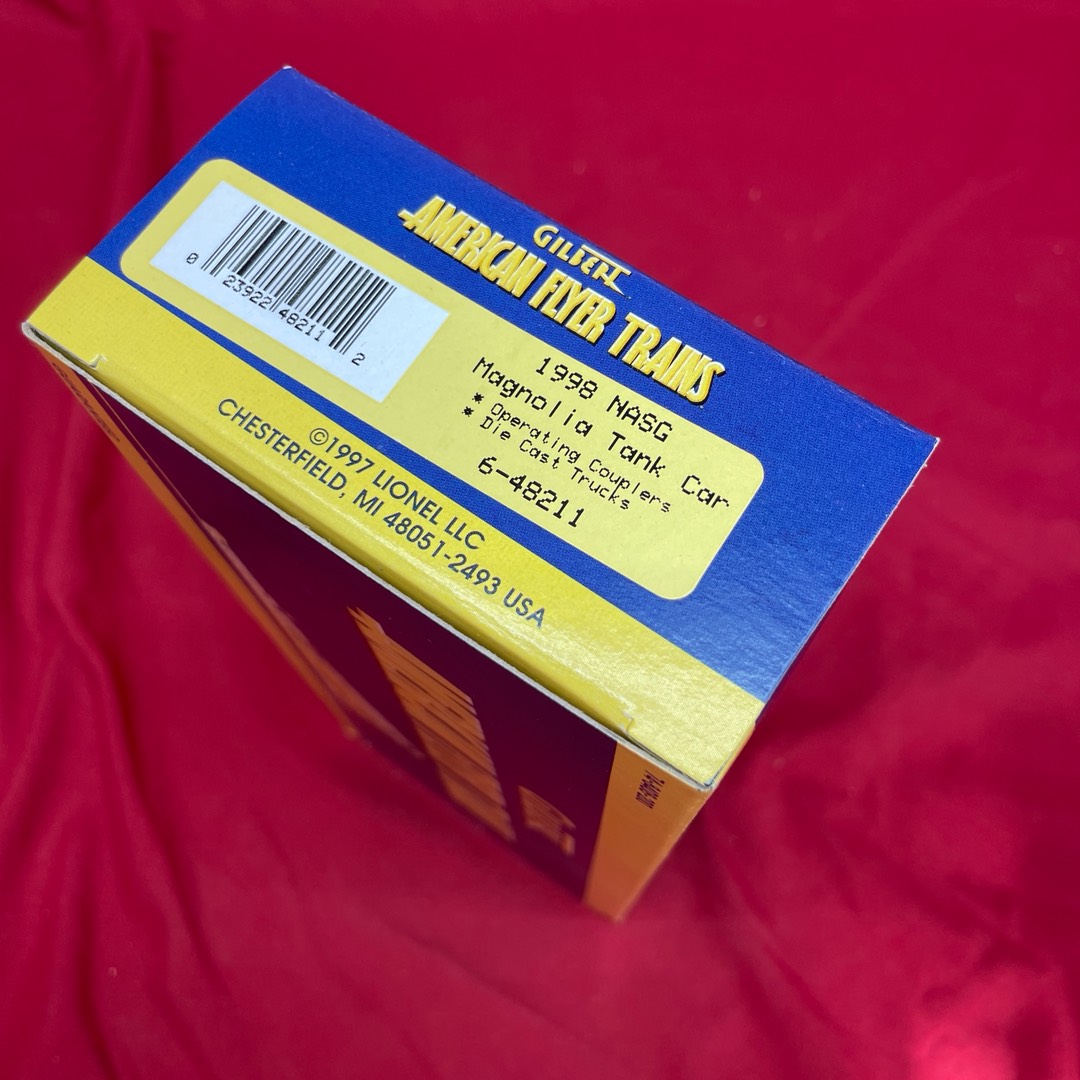 GILBERT
AMERICAN FLYER TRAINS
0 23922 48211 2
1998 NASG
Magnolia Tank Car
* Operating Couplers
* Die Cast Trucks
6-48211
©1997 LIONEL LLC
CHESTERFIELD, MI 48051-2493 USA